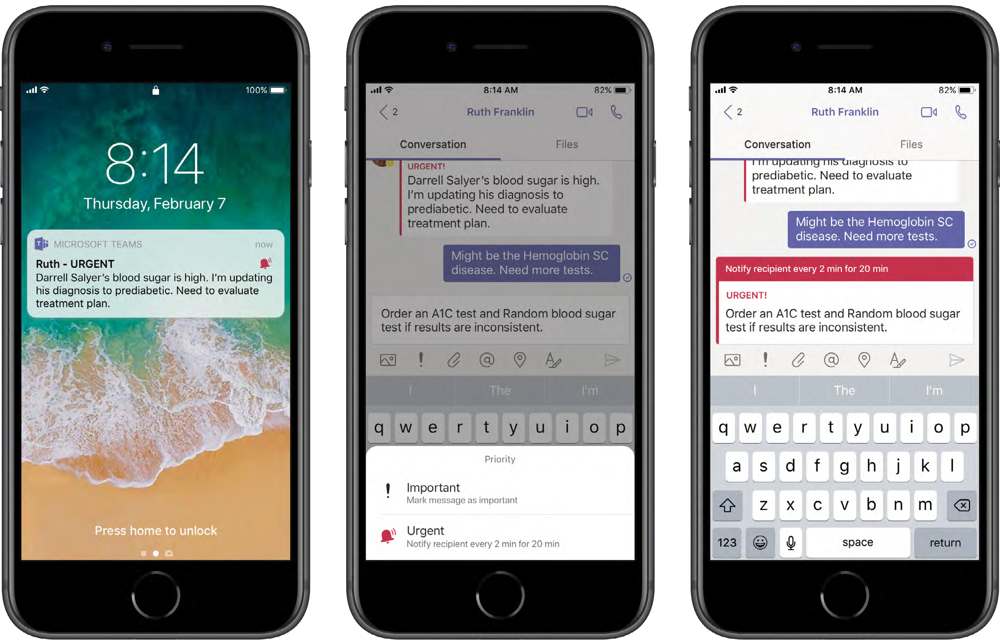 100%
8:14
Thursday, February 7
MICROSOFT TEAMS now
Ruth - URGENT
Darrell Salyer’s blood sugar is high. I’m updating
his diagnosis to prediabetic. Need to evaluate
treatment plan.
Press home to unlock
8:14 AM 82%
2 Ruth Franklin
Conversation Files
URGENT!
Darrell Salyer’s blood sugar is high.
I’m updating his diagnosis to
prediabetic. Need to evaluate
treatment plan.
Might be the Hemoglobin SC
disease. Need more tests.
Order an A1C test and Random blood sugar
test if results are inconsistent.
I The I'm
q w e r t y u i o p
Priority
Important
Mark message as important
Urgent
Notify recipient every 2 min for 20 min
8:14 AM 82%
2 Ruth Franklin
Conversation Files
I’m updating his diagnosis to
prediabetic. Need to evaluate
treatment plan.
Might be the Hemoglobin SC
disease. Need more tests.
Notify recipient every 2 min for 20 min
URGENT!
Order an A1C test and Random blood sugar
test if results are inconsistent.
I The I'm
q w e r t y u i o p
a s d f g h j k l
z x c v b n m
123 space return